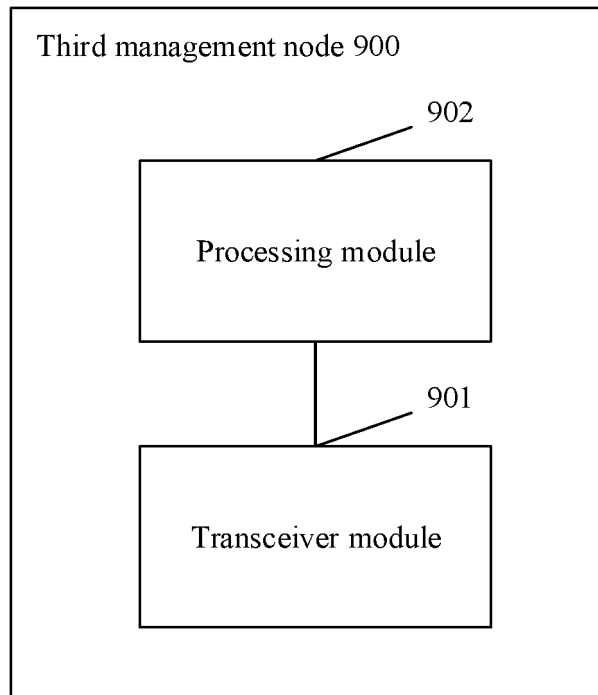 Third management node 900
902
Processing module
901
Transceiver module